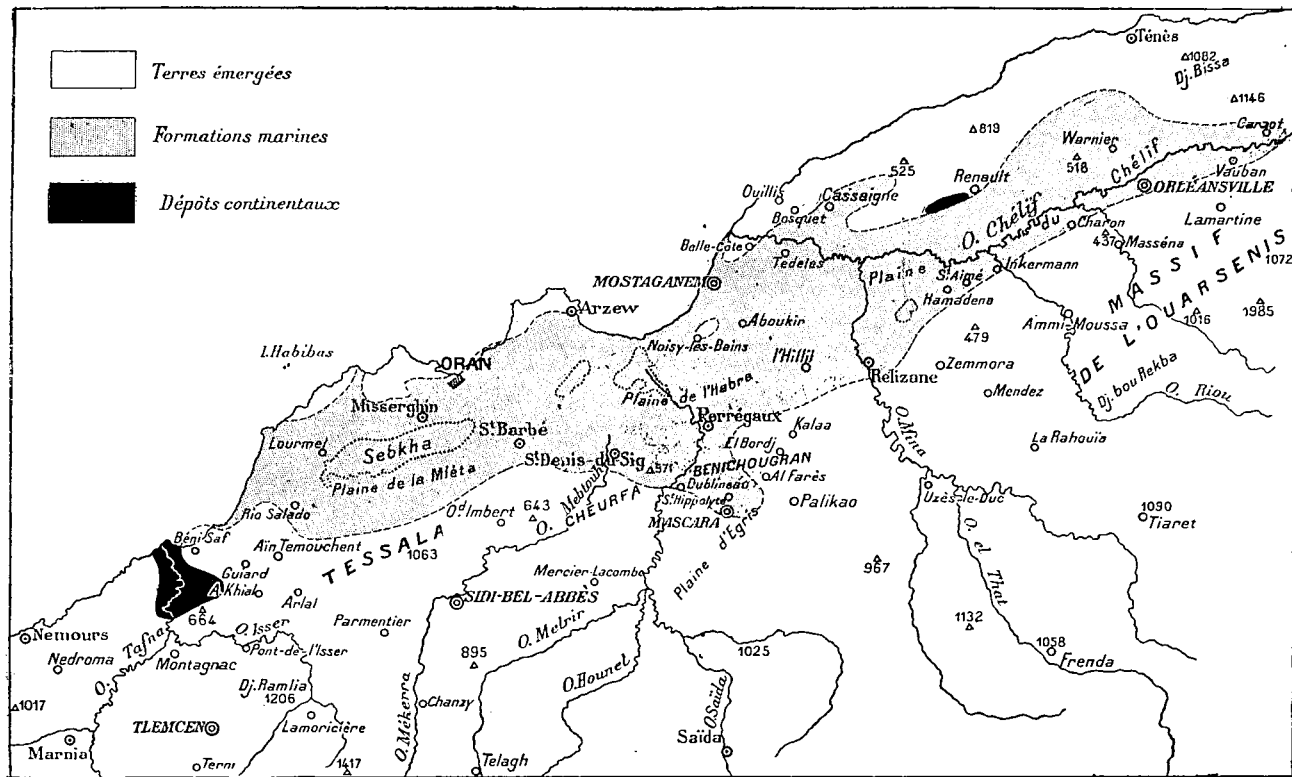 Terres émergées
Formations marines
Dépôts continentaux
Ténès
1082
Dj. Bissa
1146
Carnot
819
Warnier
518
Chélif
Vauban
525
Renault
ORLÉANSVILLE
Ouillis
Cassaigne
Bosquet
O. Chélif
du
Charon
Lamartine
437
Masséna
Belle-Côte
Tedeles
Plaine
St Aimé
Inkermann
MASSIF
1072
MOSTAGANEM
Hamadena
DE L'OUARSENIS
Arzew
Aboukir
479
Ammi-Moussa
1016
1985
I. Habibas
ORAN
Noisy-les-Bains
l'Hillil
Relizane
Zemmora
Dj. bou Rekba
Plaine de l'Habra
Mendez
O. Riou
Misserghin
Perrégaux
Kalaa
O. Mina
Lourmel
Sebkha
St Barbe
El Bordj
La Rahouïa
Plaine de la Mléta
St Denis-du-Sig
571
BENICHOUGRAN
Dublineau
Al Farès
O. Mebtouh
St Hippolyte
Palikao
Uzès-le-Duc
Rio Salado
Od Imbert
643
O. CHEURFA
MASCARA
1090
Tiaret
Béni Saf
Aïn Temouchent
TESSALA
1063
Plaine d'Egris
O. el That
Guiard
967
A. Khial
Arlal
Mercier-Lacombe
664
SIDI-BEL-ABBÈS
1132
Nemours
O. Tafna
O. Isser
Parmentier
O. Melrir
1025
1058
Frenda
Nedroma
Montagnac
Pont-de-l'Isser
895
O. Hounet
Dj. Ramlia
1206
O. Mékerra
Chanzy
O. Saïda
1017
TLEMCEN
Lamoricière
Marnia
Saïda
Terni
1417
Telagh